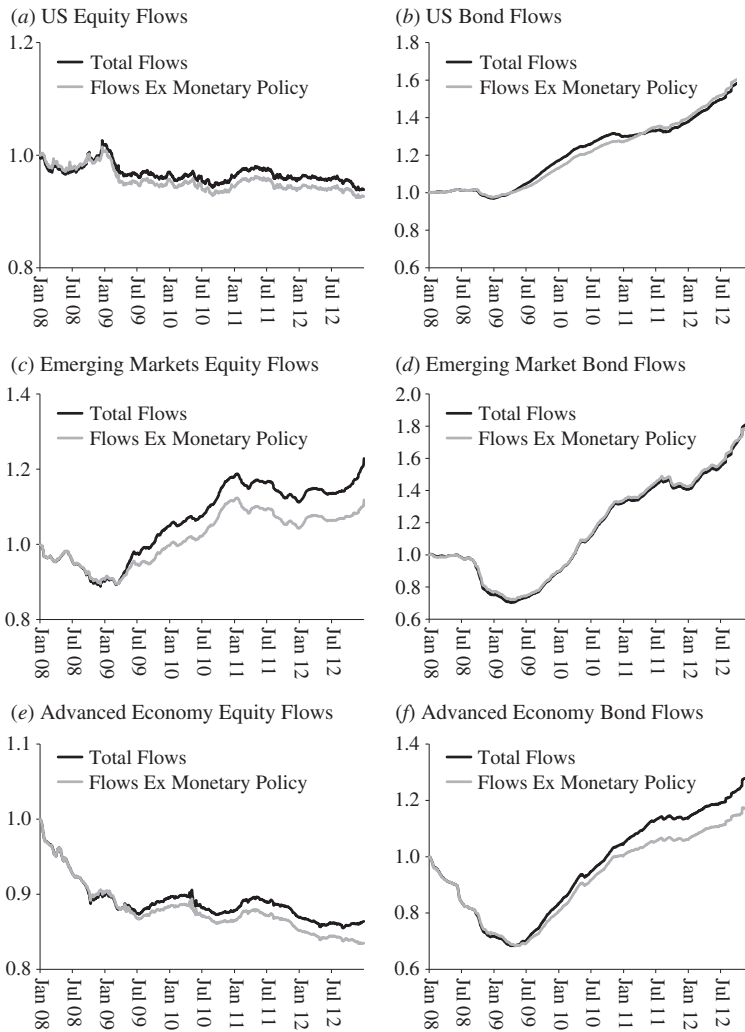 (a) US Equity Flows
1.2
1.0
0.8
Total Flows
Flows Ex Monetary Policy
Jan 08
Jul 08
Jan 09
Jul 09
Jan 10
Jul 10
Jan 11
Jul 11
Jan 12
Jul 12
(b) US Bond Flows
1.8
1.6
1.4
1.2
1.0
0.8
0.6
Total Flows
Flows Ex Monetary Policy
Jan 08
Jul 08
Jan 09
Jul 09
Jan 10
Jul 10
Jan 11
Jul 11
Jan 12
Jul 12
(c) Emerging Markets Equity Flows
1.4
1.2
1.0
0.8
Total Flows
Flows Ex Monetary Policy
Jan 08
Jul 08
Jan 09
Jul 09
Jan 10
Jul 10
Jan 11
Jul 11
Jan 12
Jul 12
(d) Emerging Market Bond Flows
2.0
1.8
1.6
1.4
1.2
1.0
0.8
0.6
Total Flows
Flows Ex Monetary Policy
Jan 08
Jul 08
Jan 09
Jul 09
Jan 10
Jul 10
Jan 11
Jul 11
Jan 12
Jul 12
(e) Advanced Economy Equity Flows
1.1
1.0
0.9
0.8
Total Flows
Flows Ex Monetary Policy
Jan 08
Jul 08
Jan 09
Jul 09
Jan 10
Jul 10
Jan 11
Jul 11
Jan 12
Jul 12
(f) Advanced Economy Bond Flows
1.4
1.2
1.0
0.8
0.6
Total Flows
Flows Ex Monetary Policy
Jan 08
Jul 08
Jan 09
Jul 09
Jan 10
Jul 10
Jan 11
Jul 11
Jan 12
Jul 12